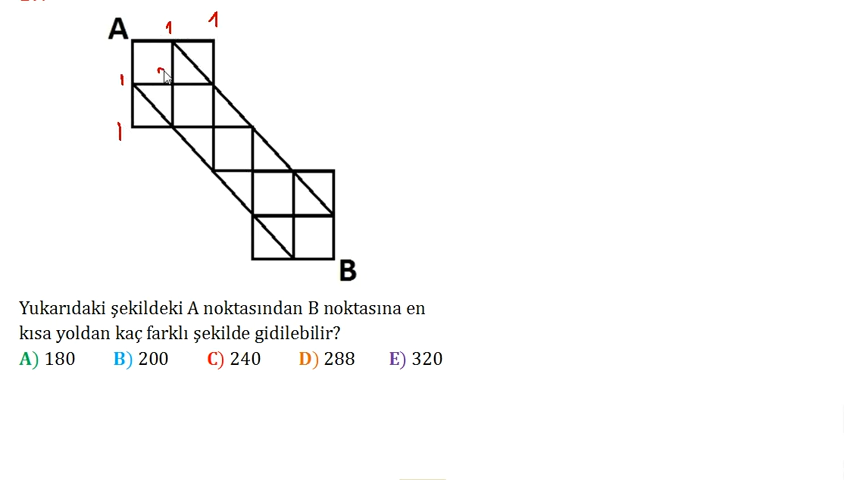 1
1
A
1
1
B
Yukarıdaki şekildeki A noktasından B noktasına en
kısa yoldan kaç farklı şekilde gidilebilir?
A) 180 B) 200 C) 240 D) 288 E) 320